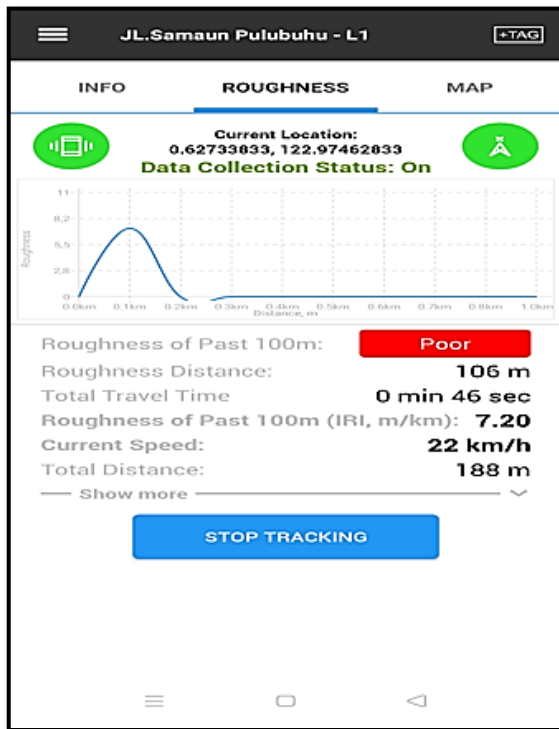 JL.Samaun Pulubuhu - L1 +TAG
INFO ROUGHNESS MAP
Current Location:
0.62733833, 122.97462833
Data Collection Status: On
Roughness
11
8,2
5,5
2,8
0
0.0km 0.1km 0.2km 0.3km 0.4km 0.5km 0.6km 0.7km 0.8km 1.0km
Distance, m
Roughness of Past 100m: Poor
Roughness Distance: 106 m
Total Travel Time 0 min 46 sec
Roughness of Past 100m (IRI, m/km): 7.20
Current Speed: 22 km/h
Total Distance: 188 m
Show more
STOP TRACKING